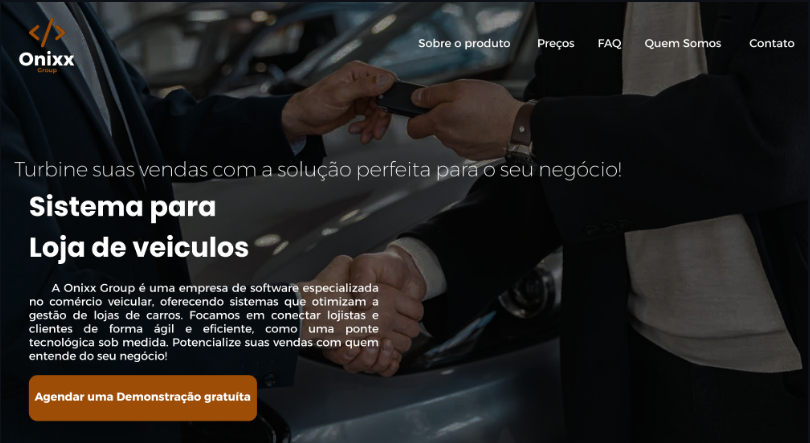 </>
Onixx
Group
Sobre o produto
Preços
FAQ
Quem Somos
Contato
Turbine suas vendas com a solução perfeita para o seu negócio!
Sistema para
Loja de veiculos
A Onixx Group é uma empresa de software especializada
no comércio veicular, oferecendo sistemas que otimizam a
gestão de lojas de carros. Focamos em conectar lojistas e
clientes de forma ágil e eficiente, como uma ponte
tecnológica sob medida. Potencialize suas vendas com quem
entende do seu negócio!
Agendar uma Demonstração gratuíta